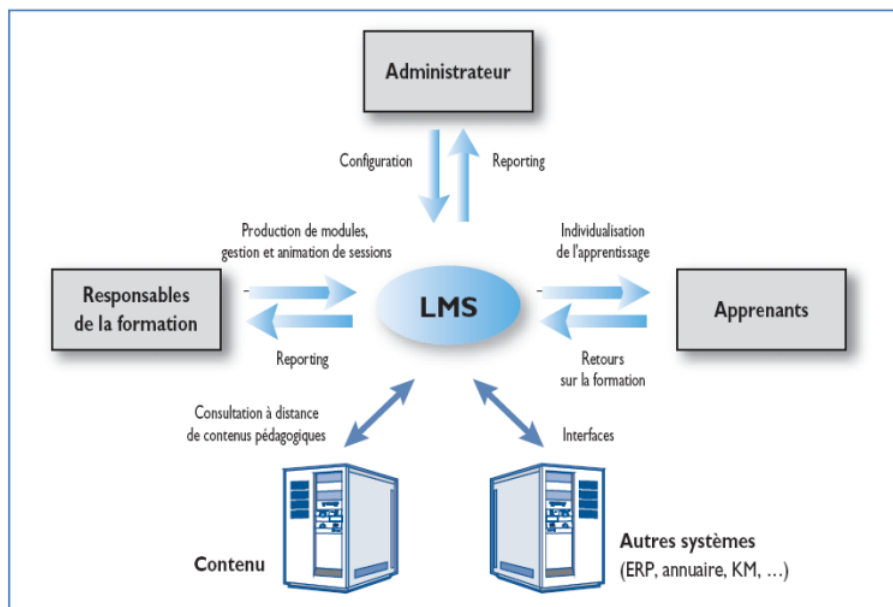 Administrateur
Configuration
Reporting
Production de modules,
gestion et animation de sessions
Individualisation
de l'apprentissage
Responsables
de la formation
LMS
Apprenants
Reporting
Retours
sur la formation
Consultation à distance
de contenus pédagogiques
Interfaces
Contenu
Autres systèmes
(ERP, annuaire, KM, ...)